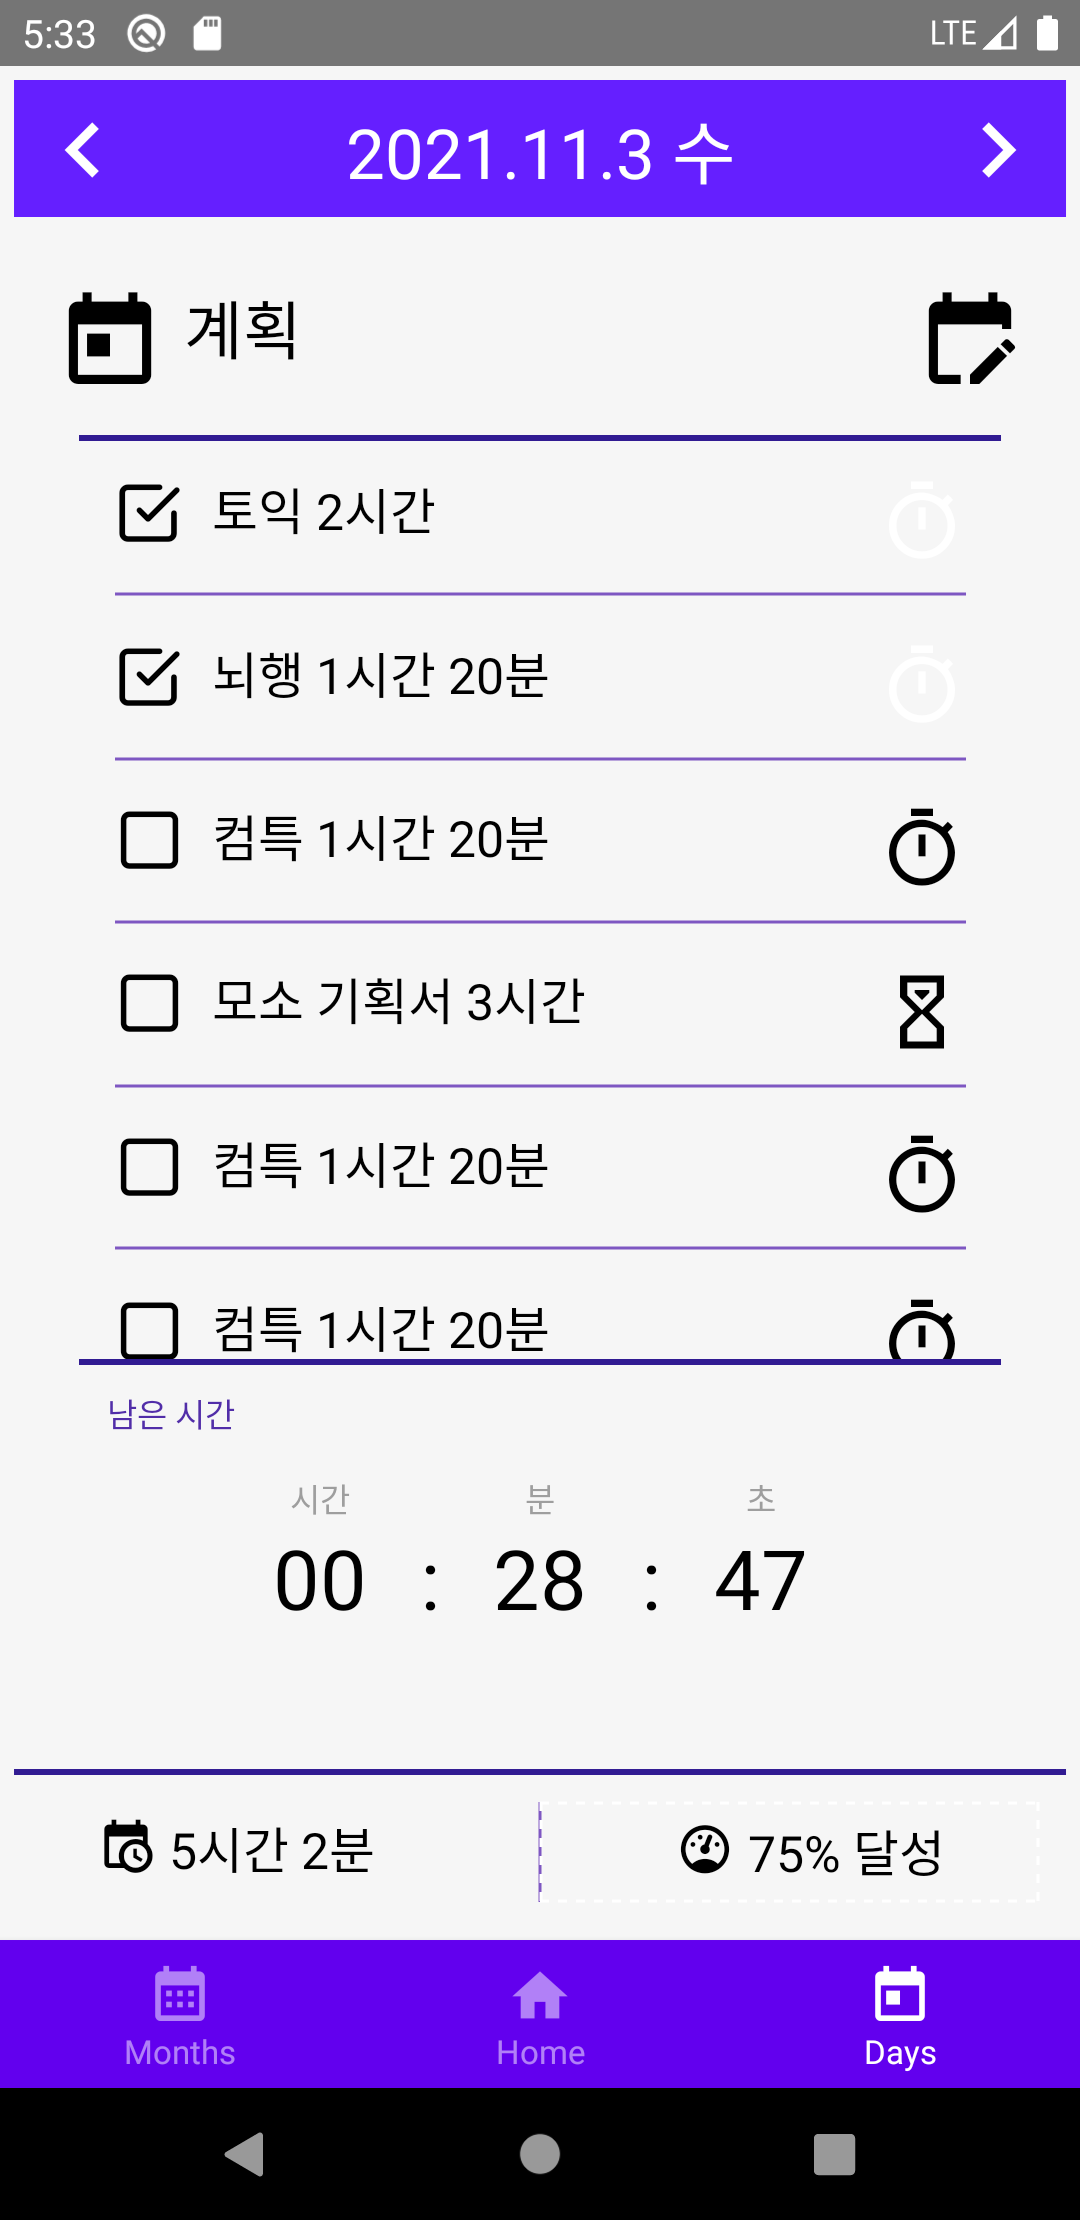 5:33 LTE
2021.11.3 수
계획
토익 2시간
뇌행 1시간 20분
컴특 1시간 20분
모소 기획서 3시간
컴특 1시간 20분
컴특 1시간 20분
남은 시간
시간 분 초
00 : 28 : 47
5시간 2분 75% 달성
Months Home Days